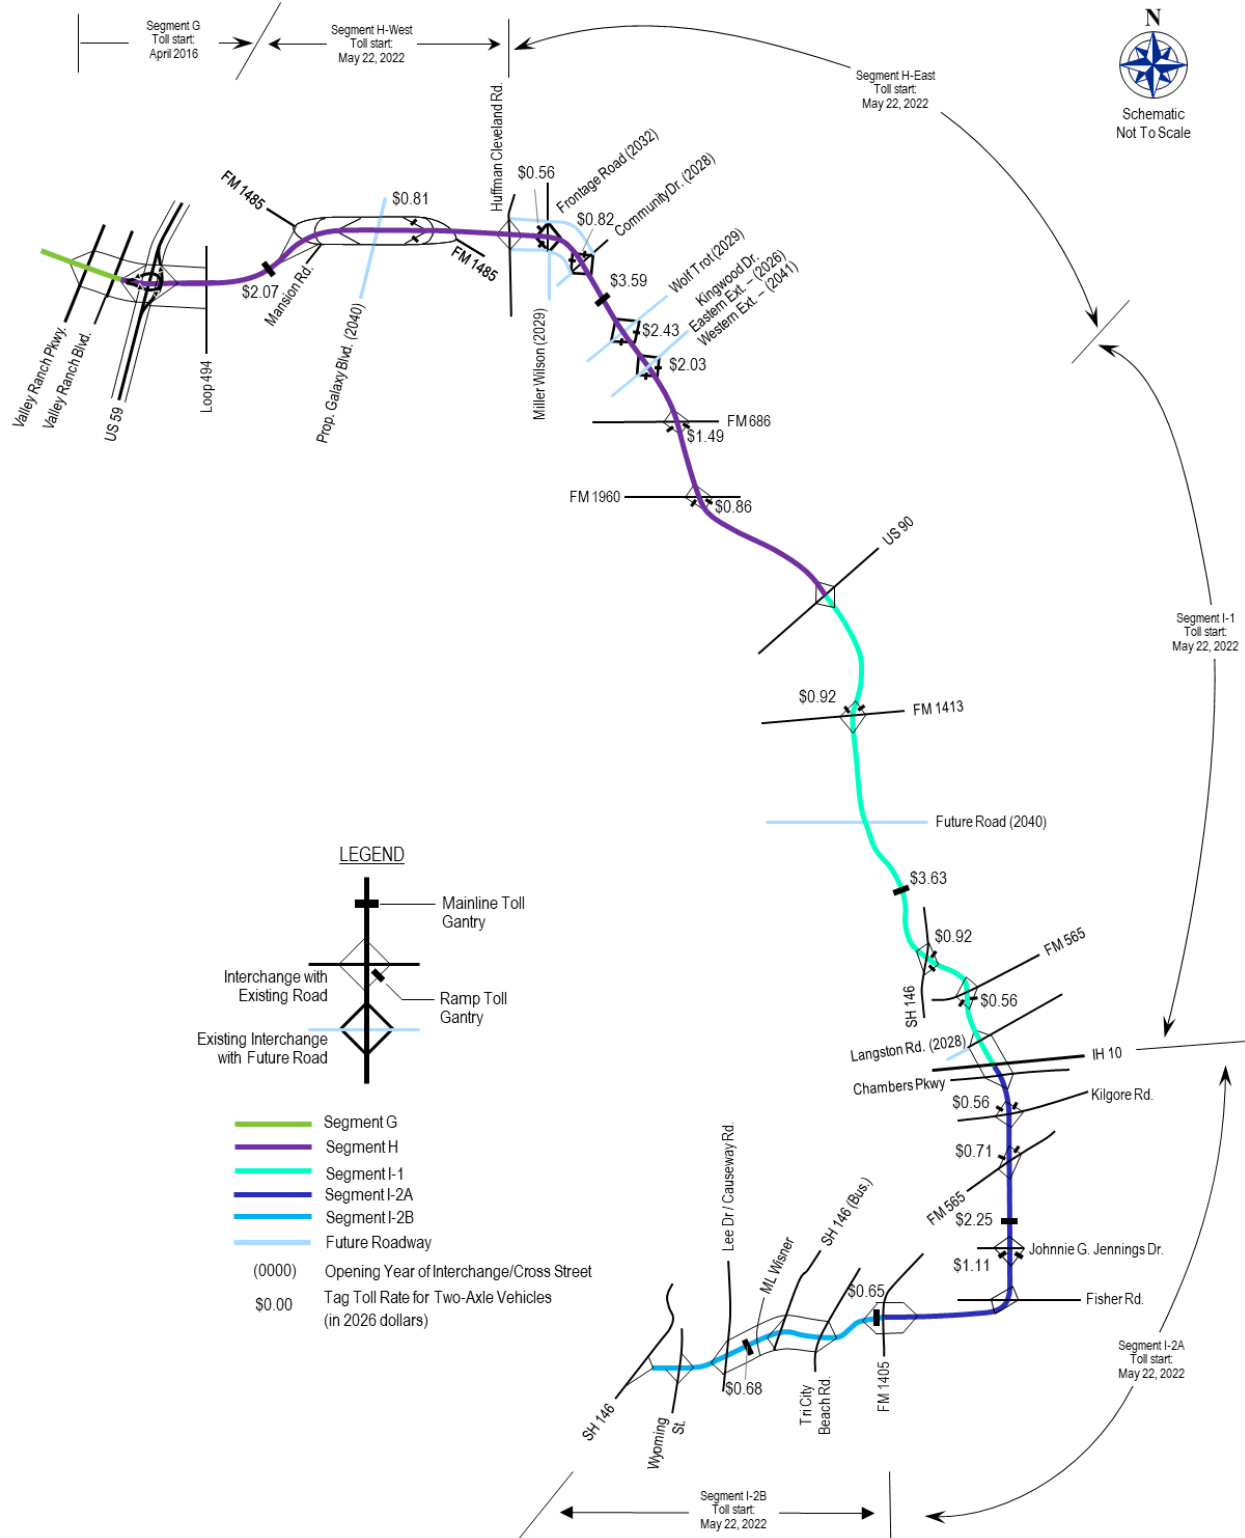 Segment G
Toll start:
April 2016
Segment H-West
Toll start:
May 22, 2022
Segment H-East
Toll start:
May 22, 2022
N
Schematic
Not To Scale
Huffman Cleveland Rd.
$0.56
Frontage Road (2032)
$0.82
Community Dr. (2028)
FM 1485
$0.81
FM 1485
$2.07
Mansion Rd.
Prop. Galaxy Blvd. (2040)
Miller Wilson (2029)
$3.59
Wolf Trot (2029)
Kingwood Dr.
Eastern Ext. – (2026)
Western Ext. – (2041)
$2.43
$2.03
Valley Ranch Pkwy.
Valley Ranch Blvd.
US 59
Loop 494
FM 686
$1.49
FM 1960
$0.86
US 90
Segment I-1
Toll start:
May 22, 2022
$0.92
FM 1413
Future Road (2040)
$3.63
$0.92
SH 146
FM 565
$0.56
Langston Rd. (2028)
IH 10
Chambers Pkwy
$0.56
Kilgore Rd.
$0.71
FM 565
$2.25
Johnnie G. Jennings Dr.
$1.11
Fisher Rd.
LEGEND
Mainline Toll
Gantry
Interchange with
Existing Road
Ramp Toll
Gantry
Existing Interchange
with Future Road
Segment G
Segment H
Segment I-1
Segment I-2A
Segment I-2B
Future Roadway
(0000) Opening Year of Interchange/Cross Street
$0.00 Tag Toll Rate for Two-Axle Vehicles
(in 2026 dollars)
Lee Dr / Causeway Rd.
ML Wisner
SH 146 (Bus.)
$0.65
$0.68
SH 146
Wyoming
St.
Tri City
Beach Rd.
FM 1405
Segment I-2A
Toll start:
May 22, 2022
Segment I-2B
Toll start:
May 22, 2022